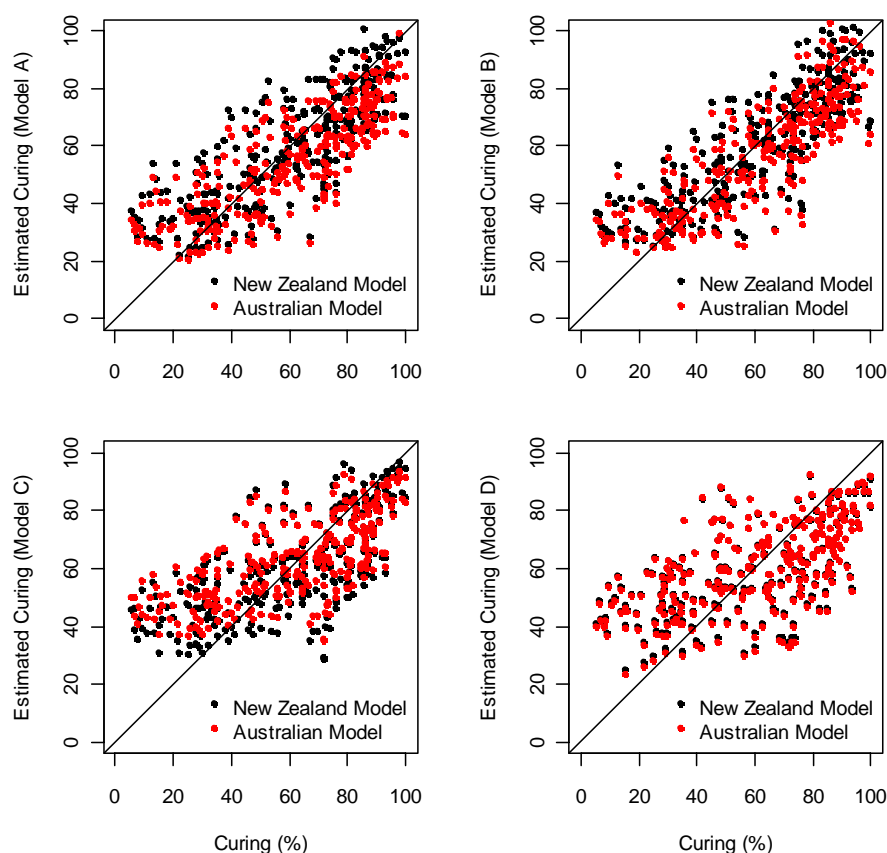 Estimated Curing (Model A)
100
80
60
40
20
0
New Zealand Model
Australian Model
0 20 40 60 80 100
Estimated Curing (Model B)
100
80
60
40
20
0
New Zealand Model
Australian Model
0 20 40 60 80 100
Estimated Curing (Model C)
100
80
60
40
20
0
New Zealand Model
Australian Model
0 20 40 60 80 100
Curing (%)
Estimated Curing (Model D)
100
80
60
40
20
0
New Zealand Model
Australian Model
0 20 40 60 80 100
Curing (%)